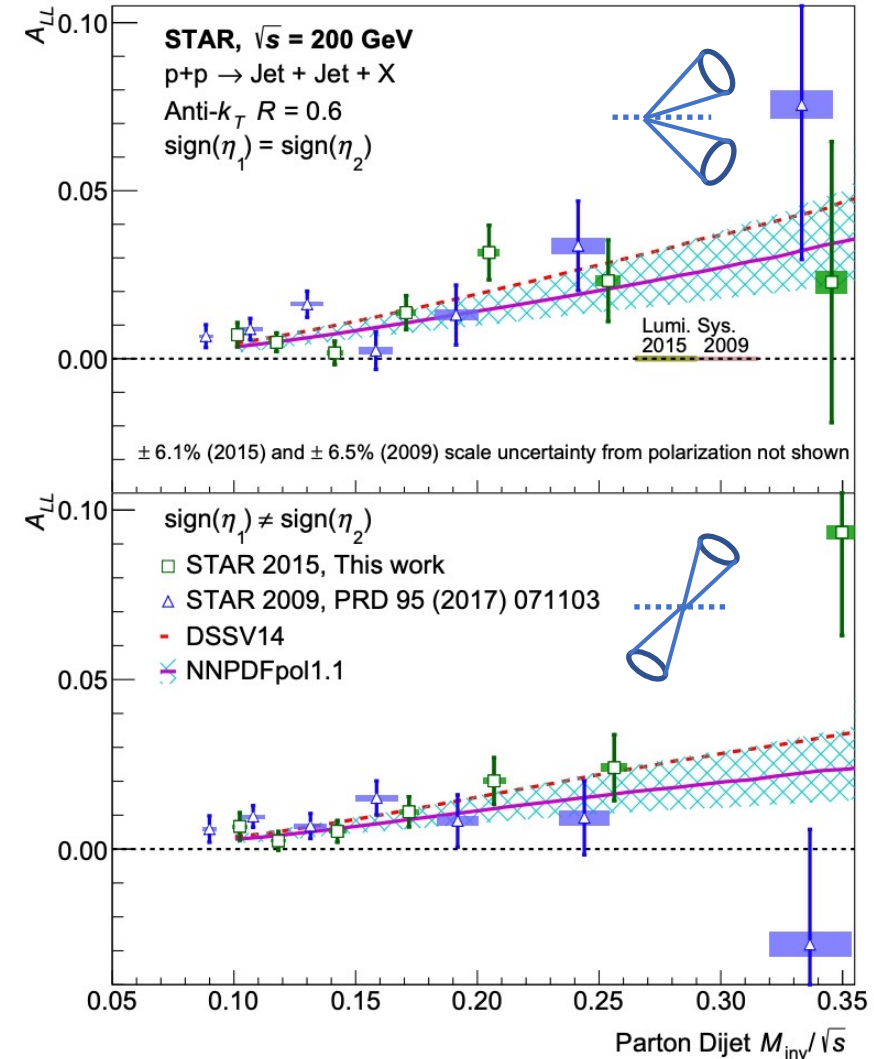 A_LL
0.10
STAR, √s = 200 GeV
p+p → Jet + Jet + X
Anti-k_T R = 0.6
sign(η_1) = sign(η_2)
0.05
Lumi. Sys.
2015 2009
0.00
± 6.1% (2015) and ± 6.5% (2009) scale uncertainty from polarization not shown
A_LL
0.10
sign(η_1) ≠ sign(η_2)
STAR 2015, This work
STAR 2009, PRD 95 (2017) 071103
DSSV14
NNPDFpol1.1
0.05
0.00
0.05 0.10 0.15 0.20 0.25 0.30 0.35
Parton Dijet M_inv/√s